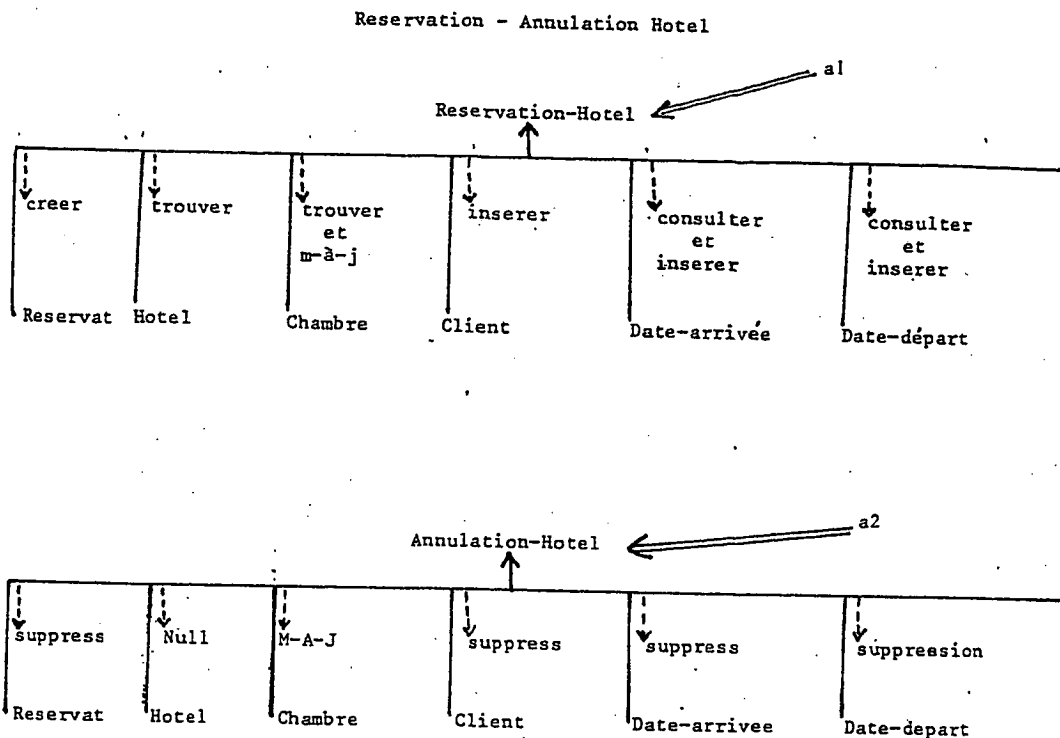 Reservation - Annulation Hotel
a1
Reservation-Hotel
creer
trouver
trouver
et
m-à-j
inserer
consulter
et
inserer
consulter
et
inserer
Reservat
Hotel
Chambre
Client
Date-arrivée
Date-départ
a2
Annulation-Hotel
suppress
Null
M-A-J
suppress
suppress
suppression
Reservat
Hotel
Chambre
Client
Date-arrivee
Date-depart